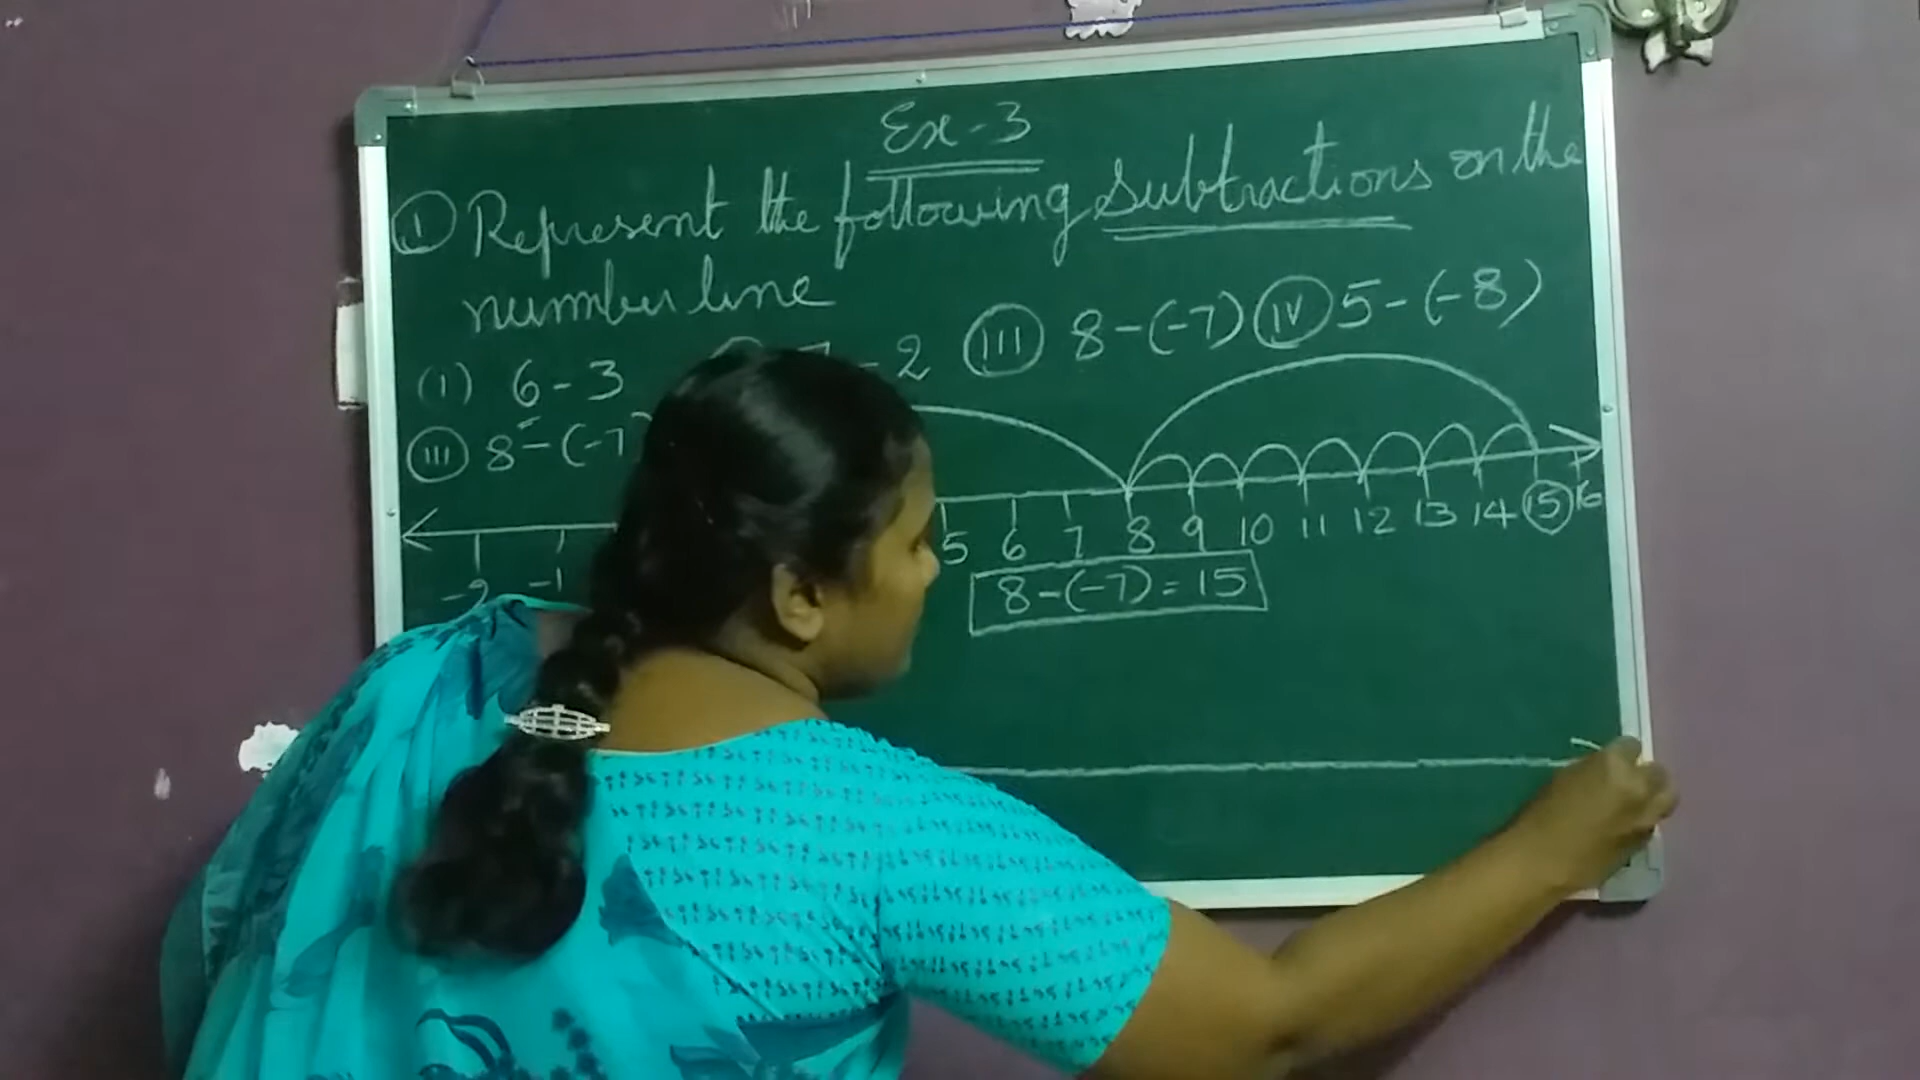 Ex-3
① Represent the following subtractions on the
number line
(1) 6-3 - 2 (III) 8-(-7) (IV) 5-(-8)
(III) 8-(-7)
-2 -1 5 6 7 8 9 10 11 12 13 14 15 16
8-(-7)=15